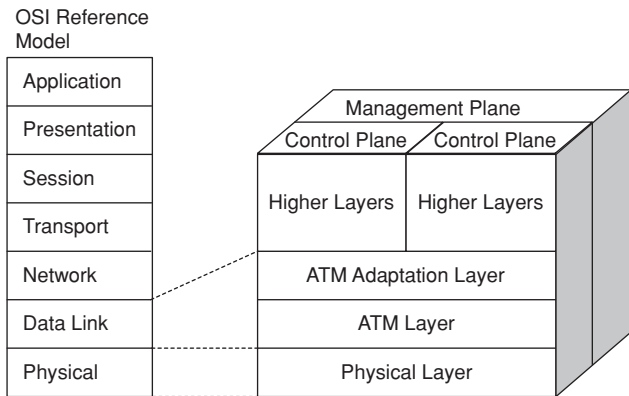 OSI Reference
Model
Application
Presentation
Session
Transport
Network
Data Link
Physical
Management Plane
Control Plane
Control Plane
Higher Layers
Higher Layers
ATM Adaptation Layer
ATM Layer
Physical Layer